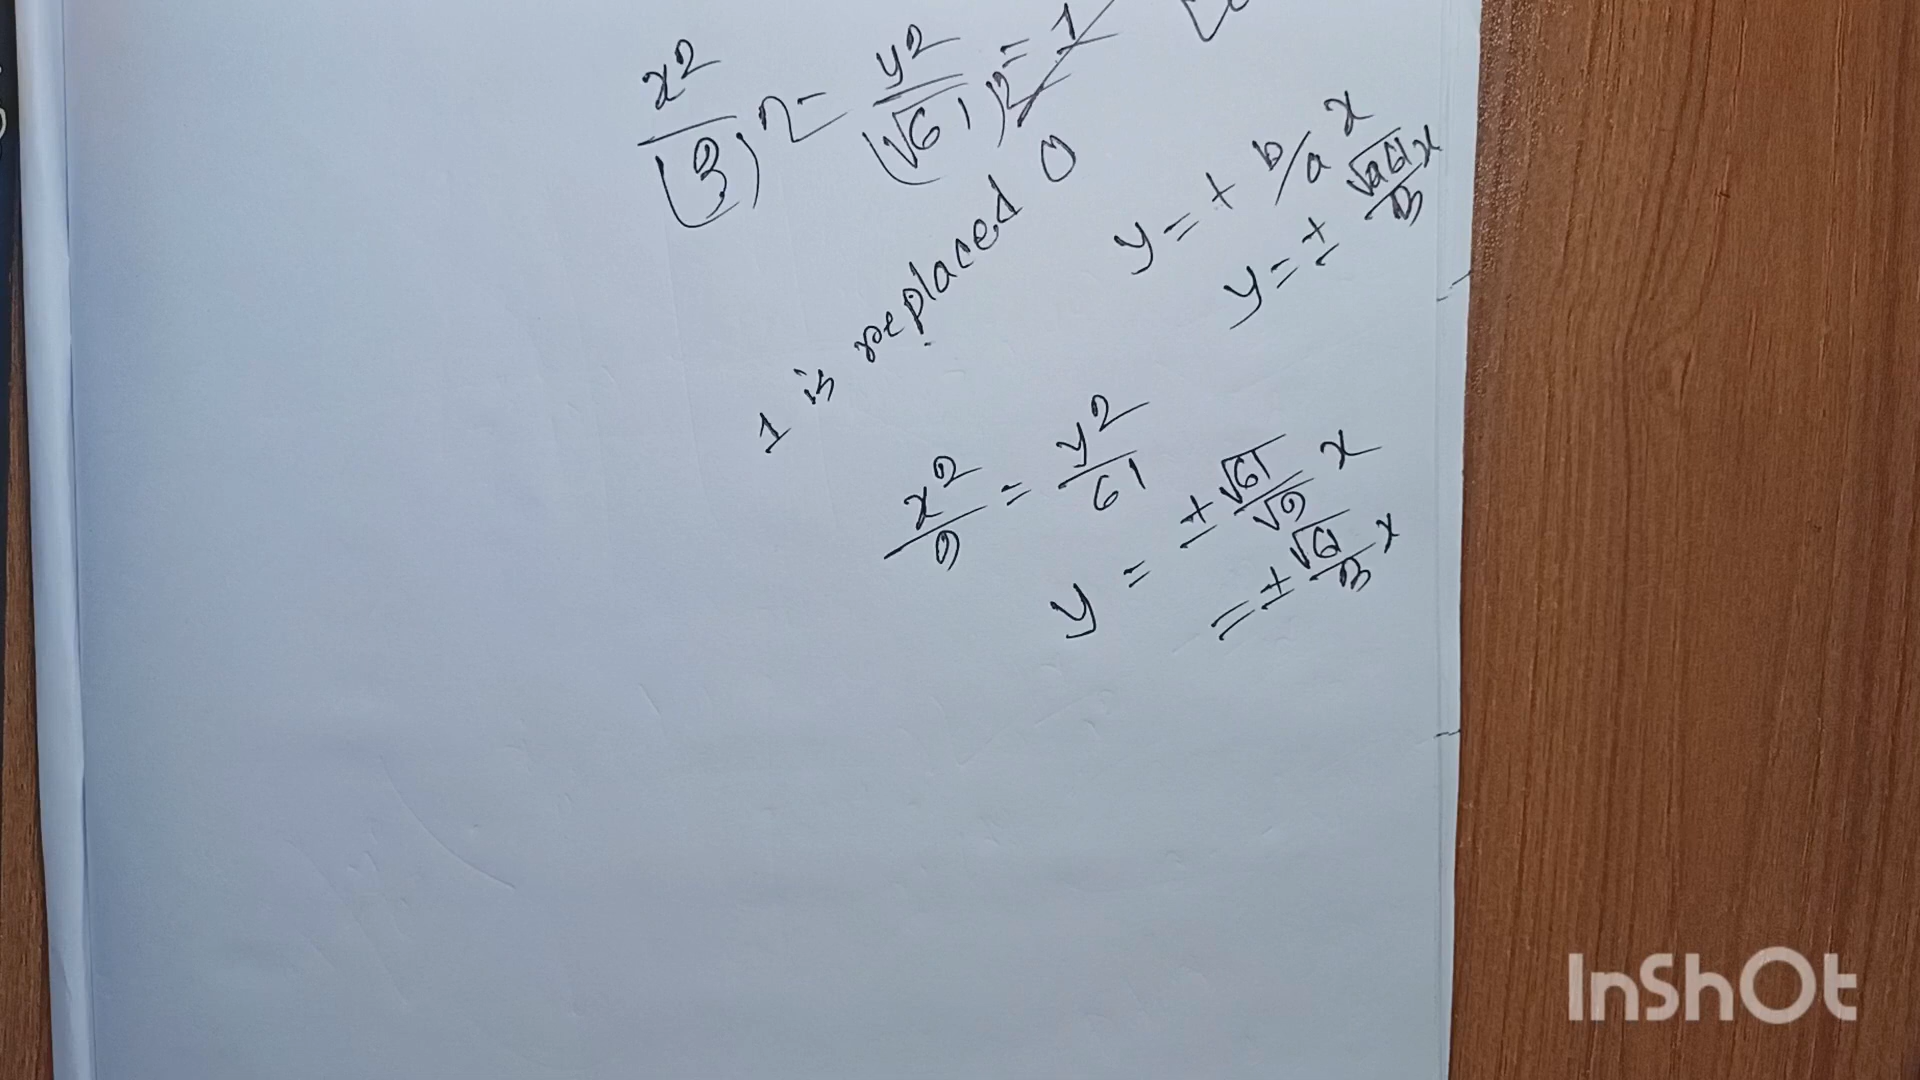 x²/(3)² - y²/(√61)² = 1
1 is replaced 0
y = + b/a x
y = ± √a61/3 x
x²/9 = y²/61
y = ± √61/√9 x
= ± √61/3 x
InShOt